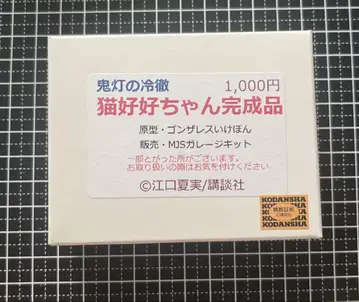 鬼灯の冷徹 1,000円
猫好好ちゃん完成品
原型・ゴンザレスいけほん
販売・MJSガレージキット
一部とがった所がございます。
お取り扱いの際はお気を付けください
©江口夏実/講談社
KODANSHA
KODANSHA
KODANSHA